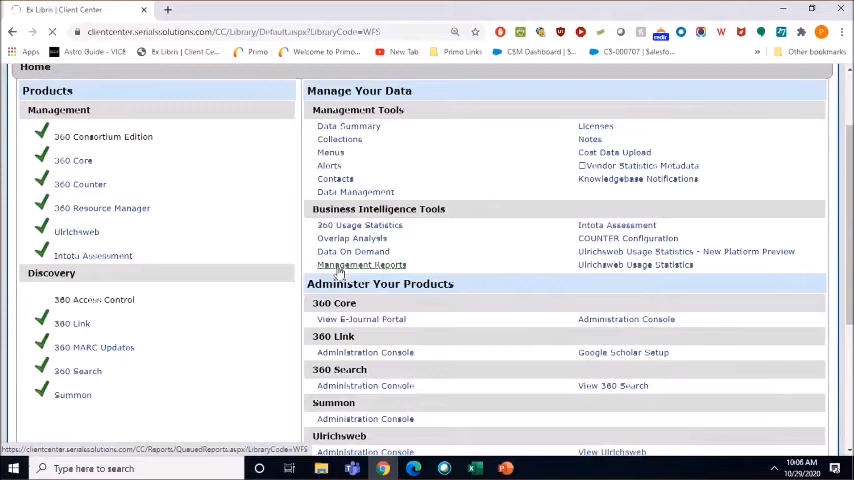 Ex Libris | Client Center
clientcenter.serialssolutions.com/CC/Library/Default.aspx?LibraryCode=WFS
Apps
Astro Guide - VICE
Ex Libris | Client Ce...
Primo
Welcome to Primo...
New Tab
Primo Links
CSM Dashboard | S...
CS-000707 | Salesfo...
Other bookmarks
Home
Products
Management
360 Consortium Edition
360 Core
360 Counter
360 Resource Manager
Ulrichsweb
Intota Assessment
Discovery
360 Access Control
360 Link
360 MARC Updates
360 Search
Summon
Manage Your Data
Management Tools
Data Summary
Licenses
Collections
Notes
Menus
Cost Data Upload
Alerts
Vendor Statistics Metadata
Contacts
Knowledgebase Notifications
Data Management
Business Intelligence Tools
360 Usage Statistics
Intota Assessment
Overlap Analysis
COUNTER Configuration
Data On Demand
Ulrichsweb Usage Statistics - New Platform Preview
Management Reports
Ulrichsweb Usage Statistics
Administer Your Products
360 Core
View E-Journal Portal
Administration Console
360 Link
Administration Console
Google Scholar Setup
360 Search
Administration Console
View 360 Search
Summon
Administration Console
Ulrichsweb
Administration Console
View Ulrichsweb
https://clientcenter.serialssolutions.com/CC/Reports/QueuedReports.aspx?LibraryCode=WFS
Type here to search
10:06 AM
10/29/2020